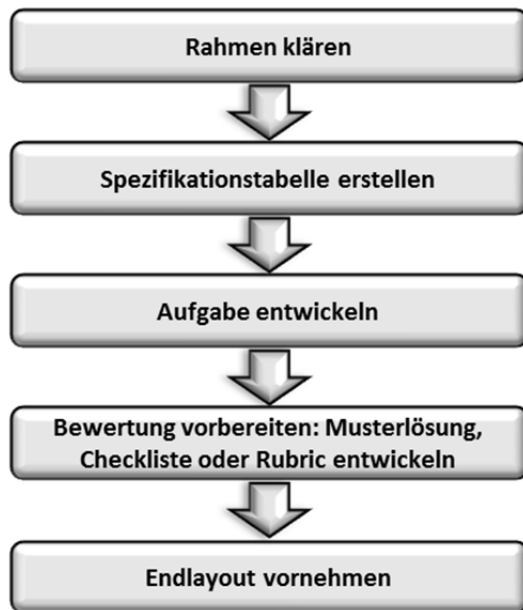 Rahmen klären
Spezifikationstabelle erstellen
Aufgabe entwickeln
Bewertung vorbereiten: Musterlösung,
Checkliste oder Rubric entwickeln
Endlayout vornehmen